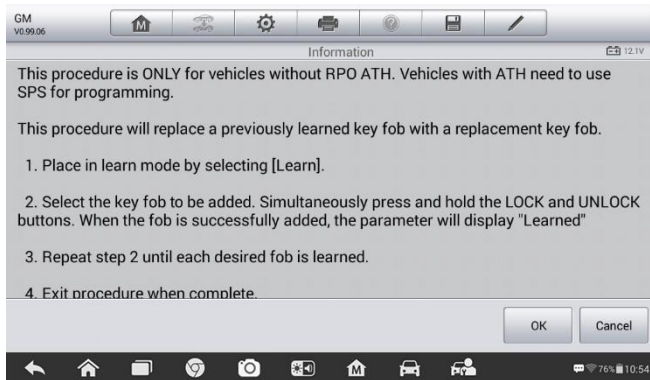 GM
V0.99.06
Information
12.1V
This procedure is ONLY for vehicles without RPO ATH. Vehicles with ATH need to use
SPS for programming.
This procedure will replace a previously learned key fob with a replacement key fob.
1. Place in learn mode by selecting [Learn].
2. Select the key fob to be added. Simultaneously press and hold the LOCK and UNLOCK
buttons. When the fob is successfully added, the parameter will display "Learned"
3. Repeat step 2 until each desired fob is learned.
4. Exit procedure when complete.
OK
Cancel
76% 10:54